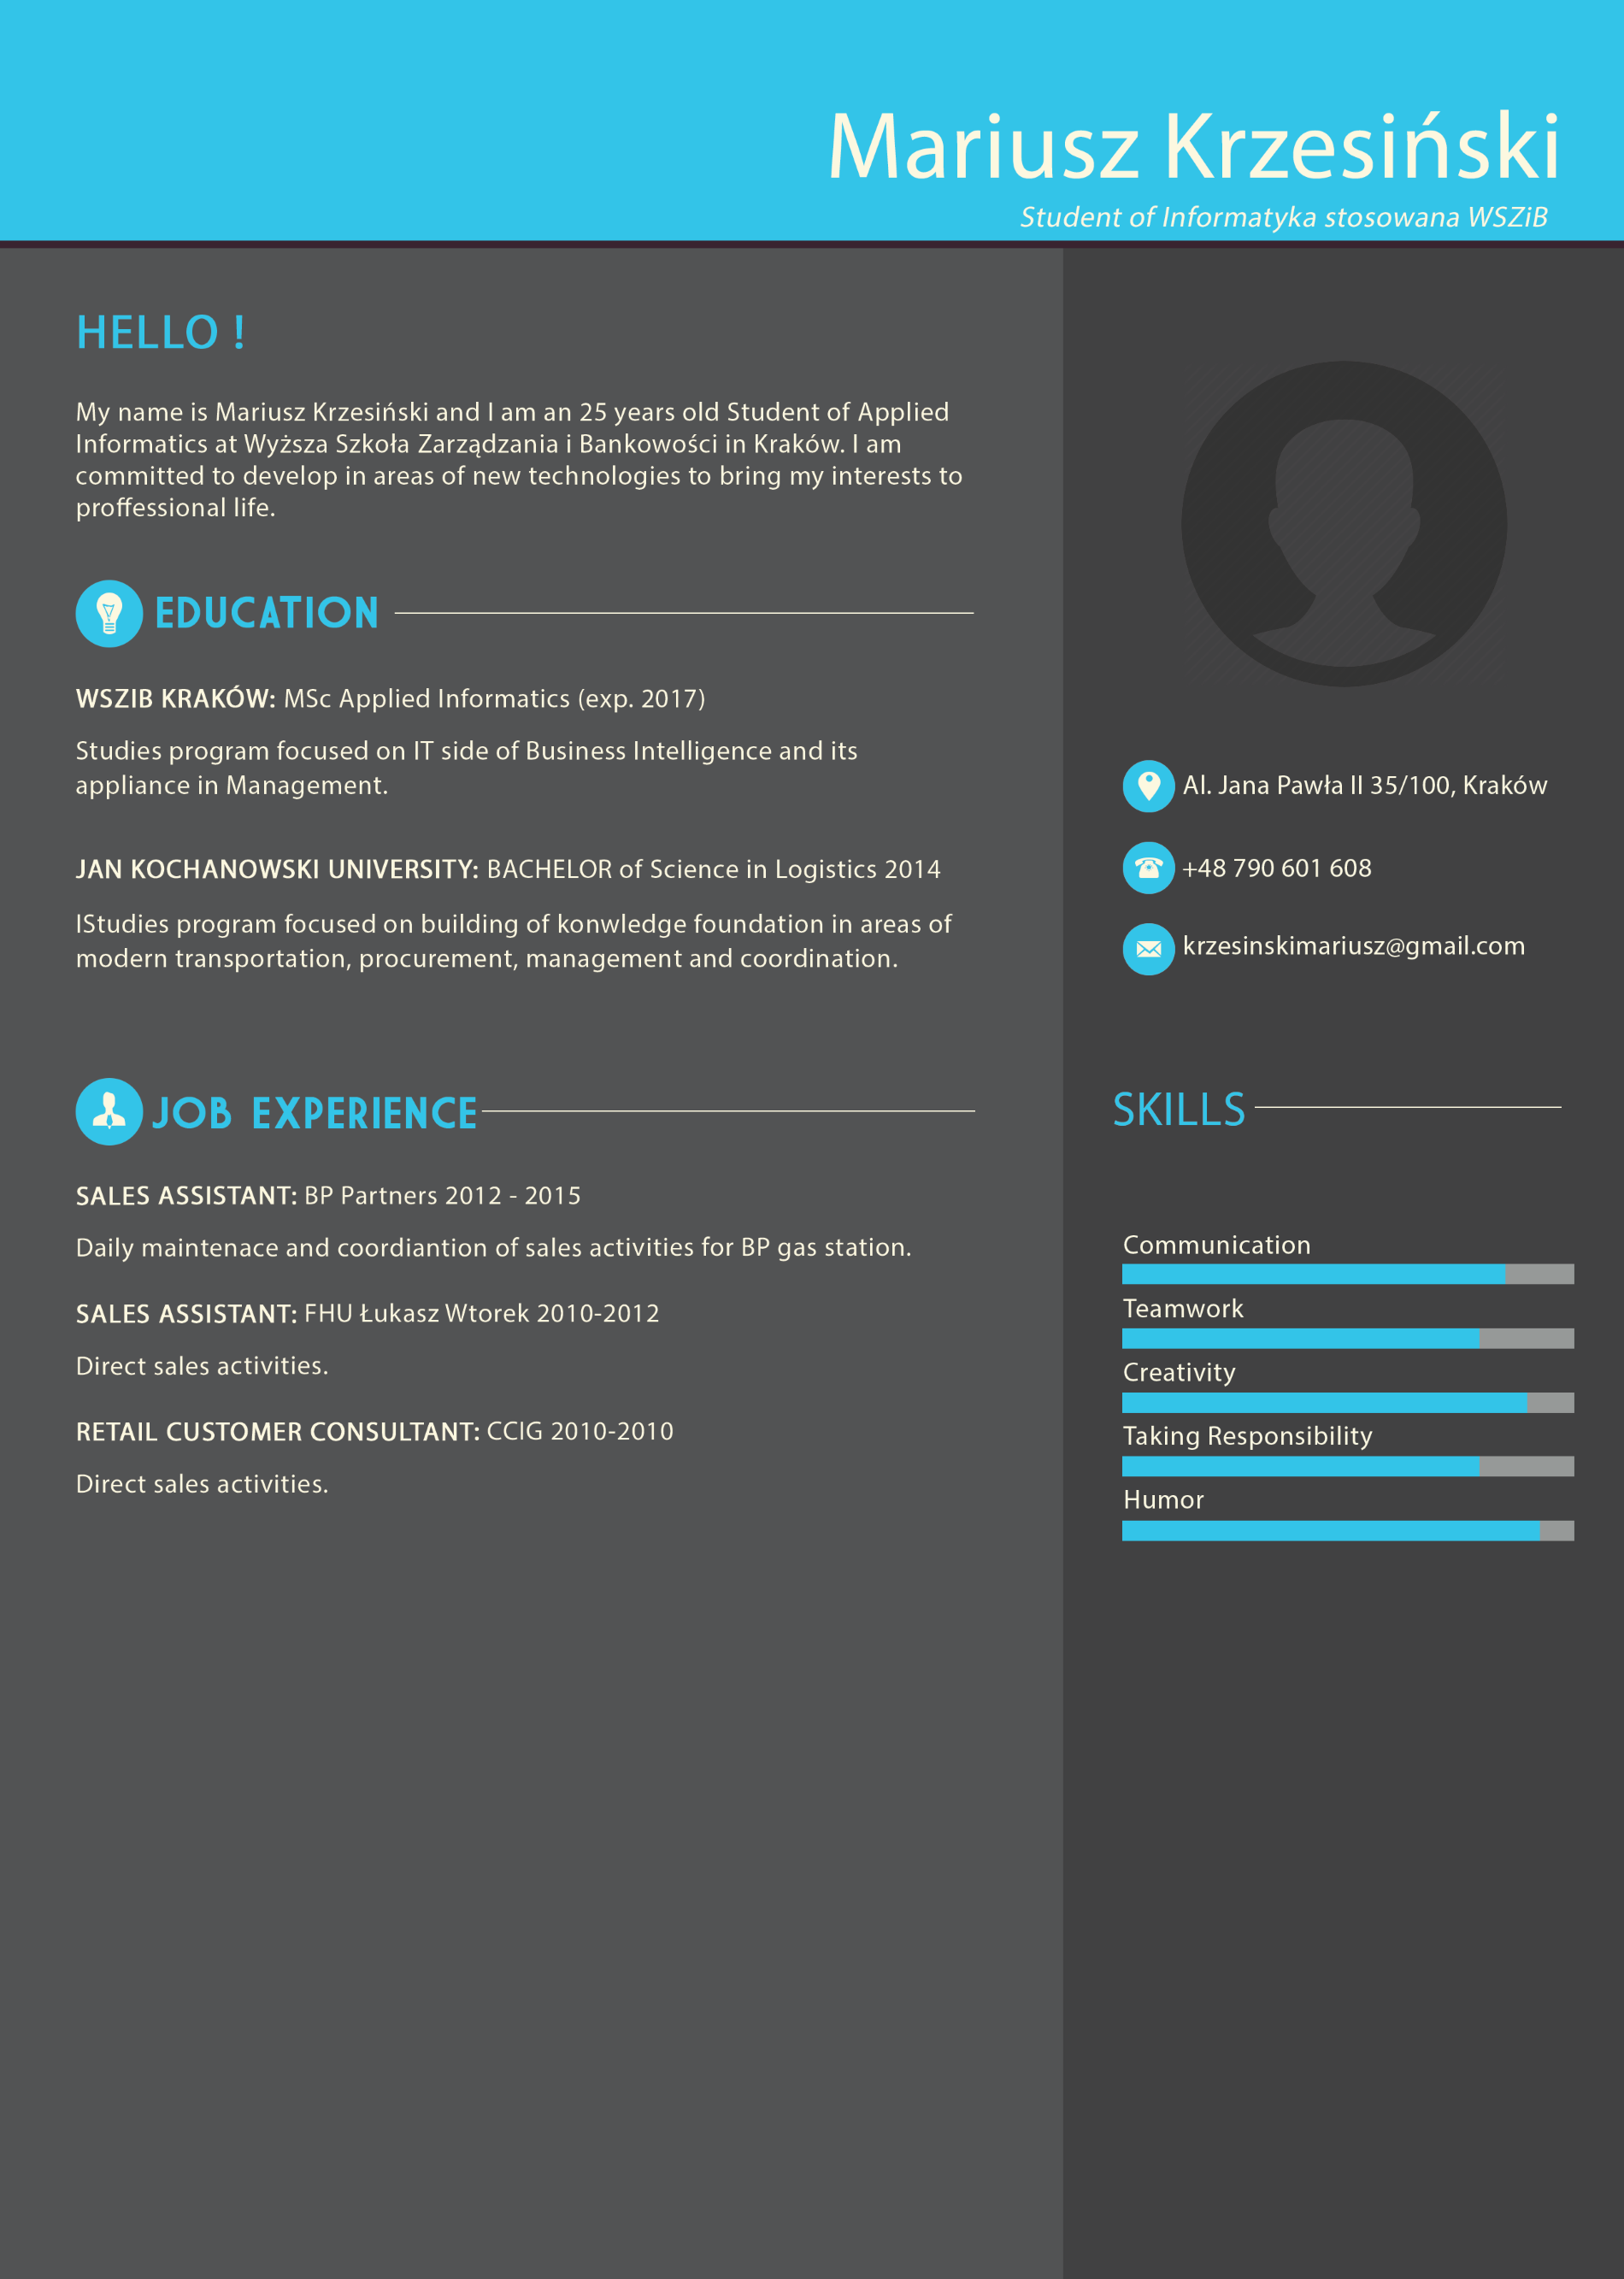 Mariusz Krzesiński
Student of Informatyka stosowana WSZiB
HELLO !
My name is Mariusz Krzesiński and I am an 25 years old Student of Applied
Informatics at Wyższa Szkoła Zarządzania i Bankowości in Kraków. I am
committed to develop in areas of new technologies to bring my interests to
proffessional life.
EDUCATION
WSZIB KRAKÓW: MSc Applied Informatics (exp. 2017)
Studies program focused on IT side of Business Intelligence and its
appliance in Management.
JAN KOCHANOWSKI UNIVERSITY: BACHELOR of Science in Logistics 2014
IStudies program focused on building of konwledge foundation in areas of
modern transportation, procurement, management and coordination.
JOB EXPERIENCE
SALES ASSISTANT: BP Partners 2012 - 2015
Daily maintenace and coordiantion of sales activities for BP gas station.
SALES ASSISTANT: FHU Łukasz Wtorek 2010-2012
Direct sales activities.
RETAIL CUSTOMER CONSULTANT: CCIG 2010-2010
Direct sales activities.
Al. Jana Pawła II 35/100, Kraków
+48 790 601 608
krzesinskimariusz@gmail.com
SKILLS
Communication
Teamwork
Creativity
Taking Responsibility
Humor